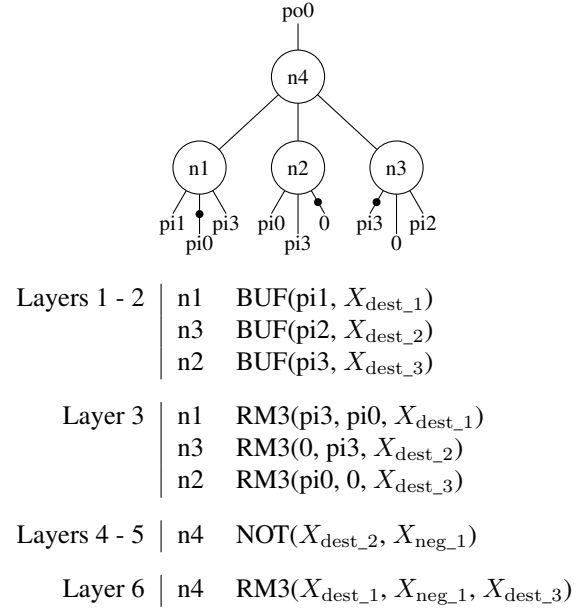 po0
n4
n1 n2 n3
pi1 pi0 pi3 pi0 pi3 0 pi3 0 pi2
Layers 1 - 2 | n1 BUF(pi1, X_dest_1)
n3 BUF(pi2, X_dest_2)
n2 BUF(pi3, X_dest_3)
Layer 3 | n1 RM3(pi3, pi0, X_dest_1)
n3 RM3(0, pi3, X_dest_2)
n2 RM3(pi0, 0, X_dest_3)
Layers 4 - 5 | n4 NOT(X_dest_2, X_neg_1)
Layer 6 | n4 RM3(X_dest_1, X_neg_1, X_dest_3)